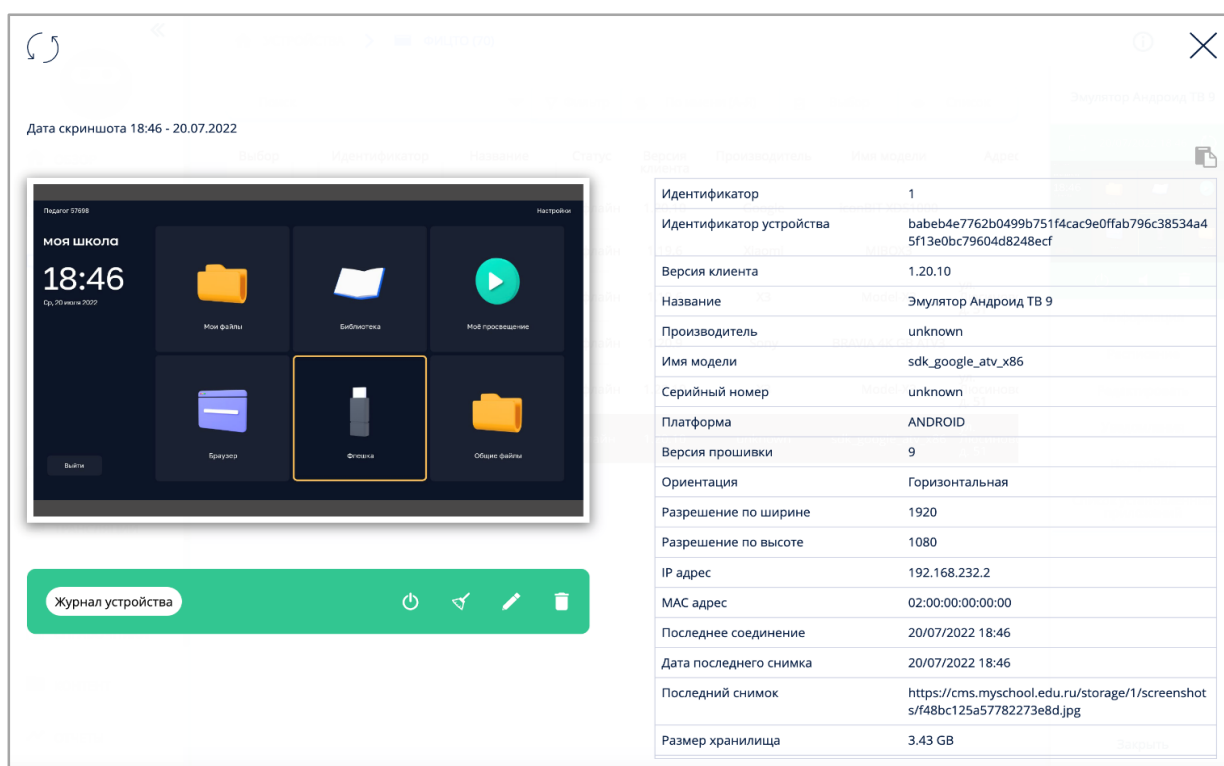 Дата скриншота 18:46 - 20.07.2022
Педагог 57698
Настройки
моя школа
18:46
Ср, 20 июля 2022
Мои файлы
Библиотека
Моё просвещение
Браузер
Флешка
Общие файлы
Выйти
Журнал устройства
Эмулятор Андроид ТВ 9
Идентификатор 1
Идентификатор устройства babeb4e7762b0499b751f4cac9e0ffab796c38534a4
5f13e0bc79604d8248ecf
Версия клиента 1.20.10
Название Эмулятор Андроид ТВ 9
Производитель unknown
Имя модели sdk_google_atv_x86
Серийный номер unknown
Платформа ANDROID
Версия прошивки 9
Ориентация Горизонтальная
Разрешение по ширине 1920
Разрешение по высоте 1080
IP адрес 192.168.232.2
MAC адрес 02:00:00:00:00:00
Последнее соединение 20/07/2022 18:46
Дата последнего снимка 20/07/2022 18:46
Последний снимок https://cms.myschool.edu.ru/storage/1/screenshot
s/f48bc125a57782273e8d.jpg
Размер хранилища 3.43 GB